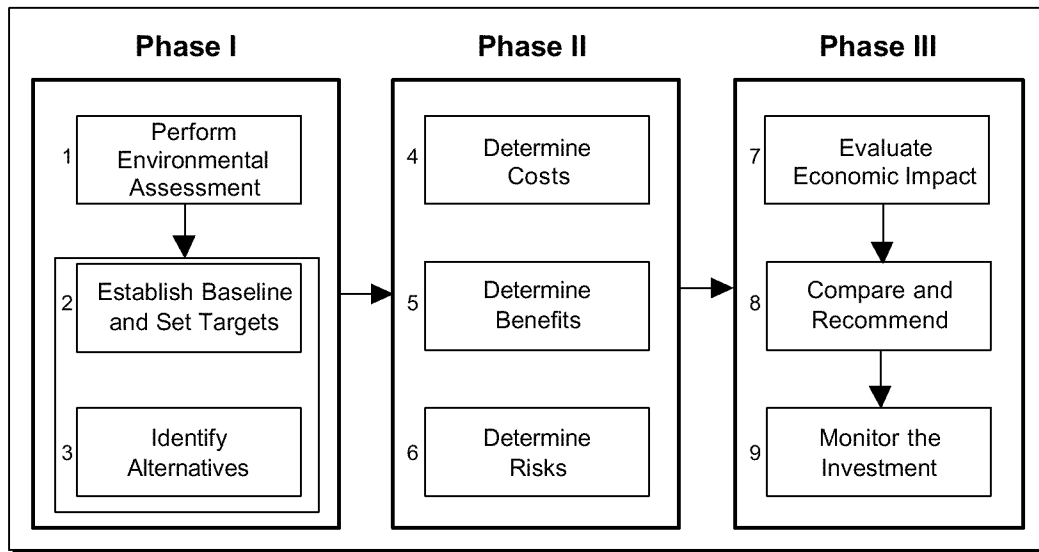 Phase I
1
Perform
Environmental
Assessment
2
Establish Baseline
and Set Targets
3
Identify
Alternatives
Phase II
4
Determine
Costs
5
Determine
Benefits
6
Determine
Risks
Phase III
7
Evaluate
Economic Impact
8
Compare and
Recommend
9
Monitor the
Investment